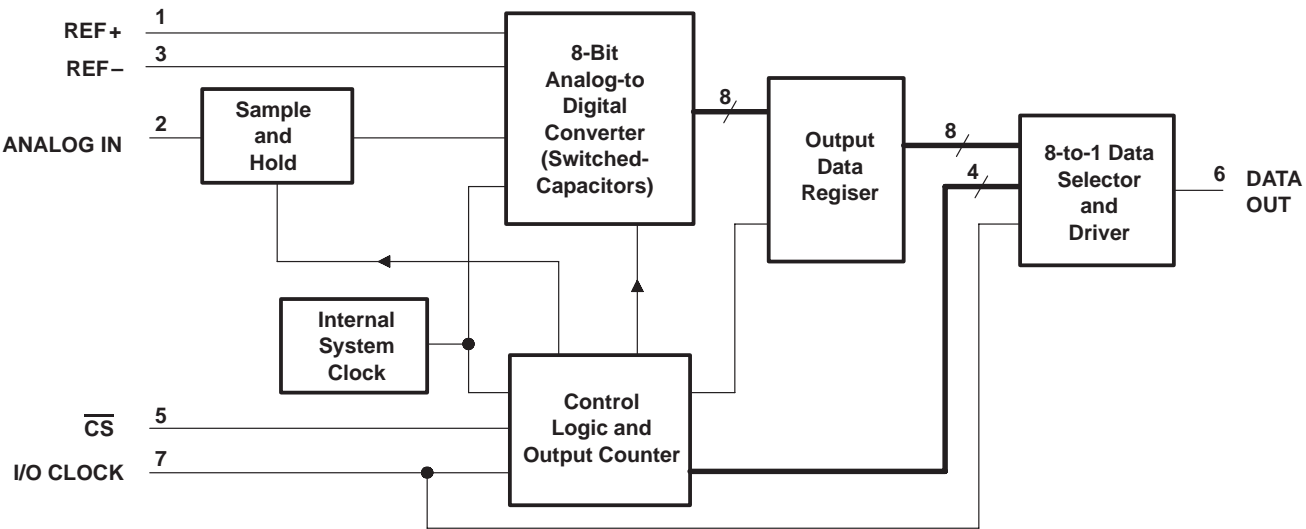 REF+
1
REF–
3
ANALOG IN
2
Sample
and
Hold
8-Bit
Analog-to
Digital
Converter
(Switched-
Capacitors)
8
Output
Data
Regiser
8
4
8-to-1 Data
Selector
and
Driver
6
DATA
OUT
Internal
System
Clock
Control
Logic and
Output Counter
CS
5
I/O CLOCK
7